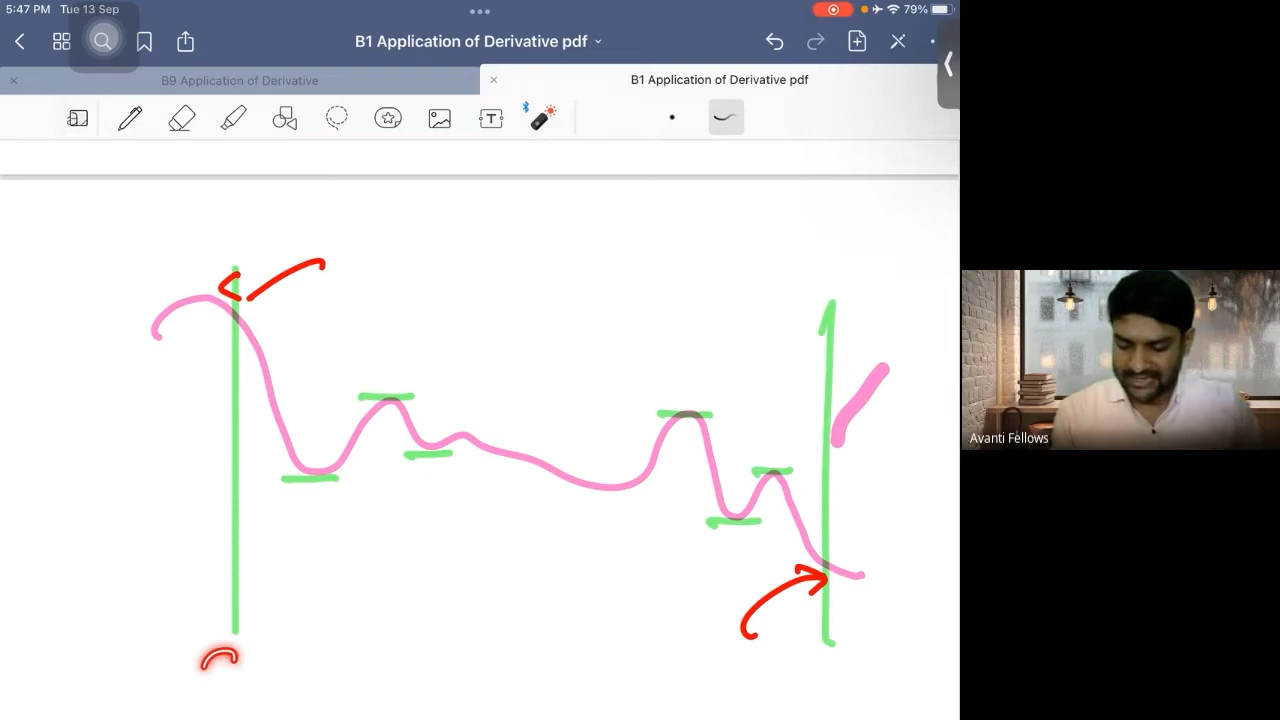 5:47 PM Tue 13 Sep
79%
B1 Application of Derivative pdf
B9 Application of Derivative
B1 Application of Derivative pdf
T
Avanti Fellows